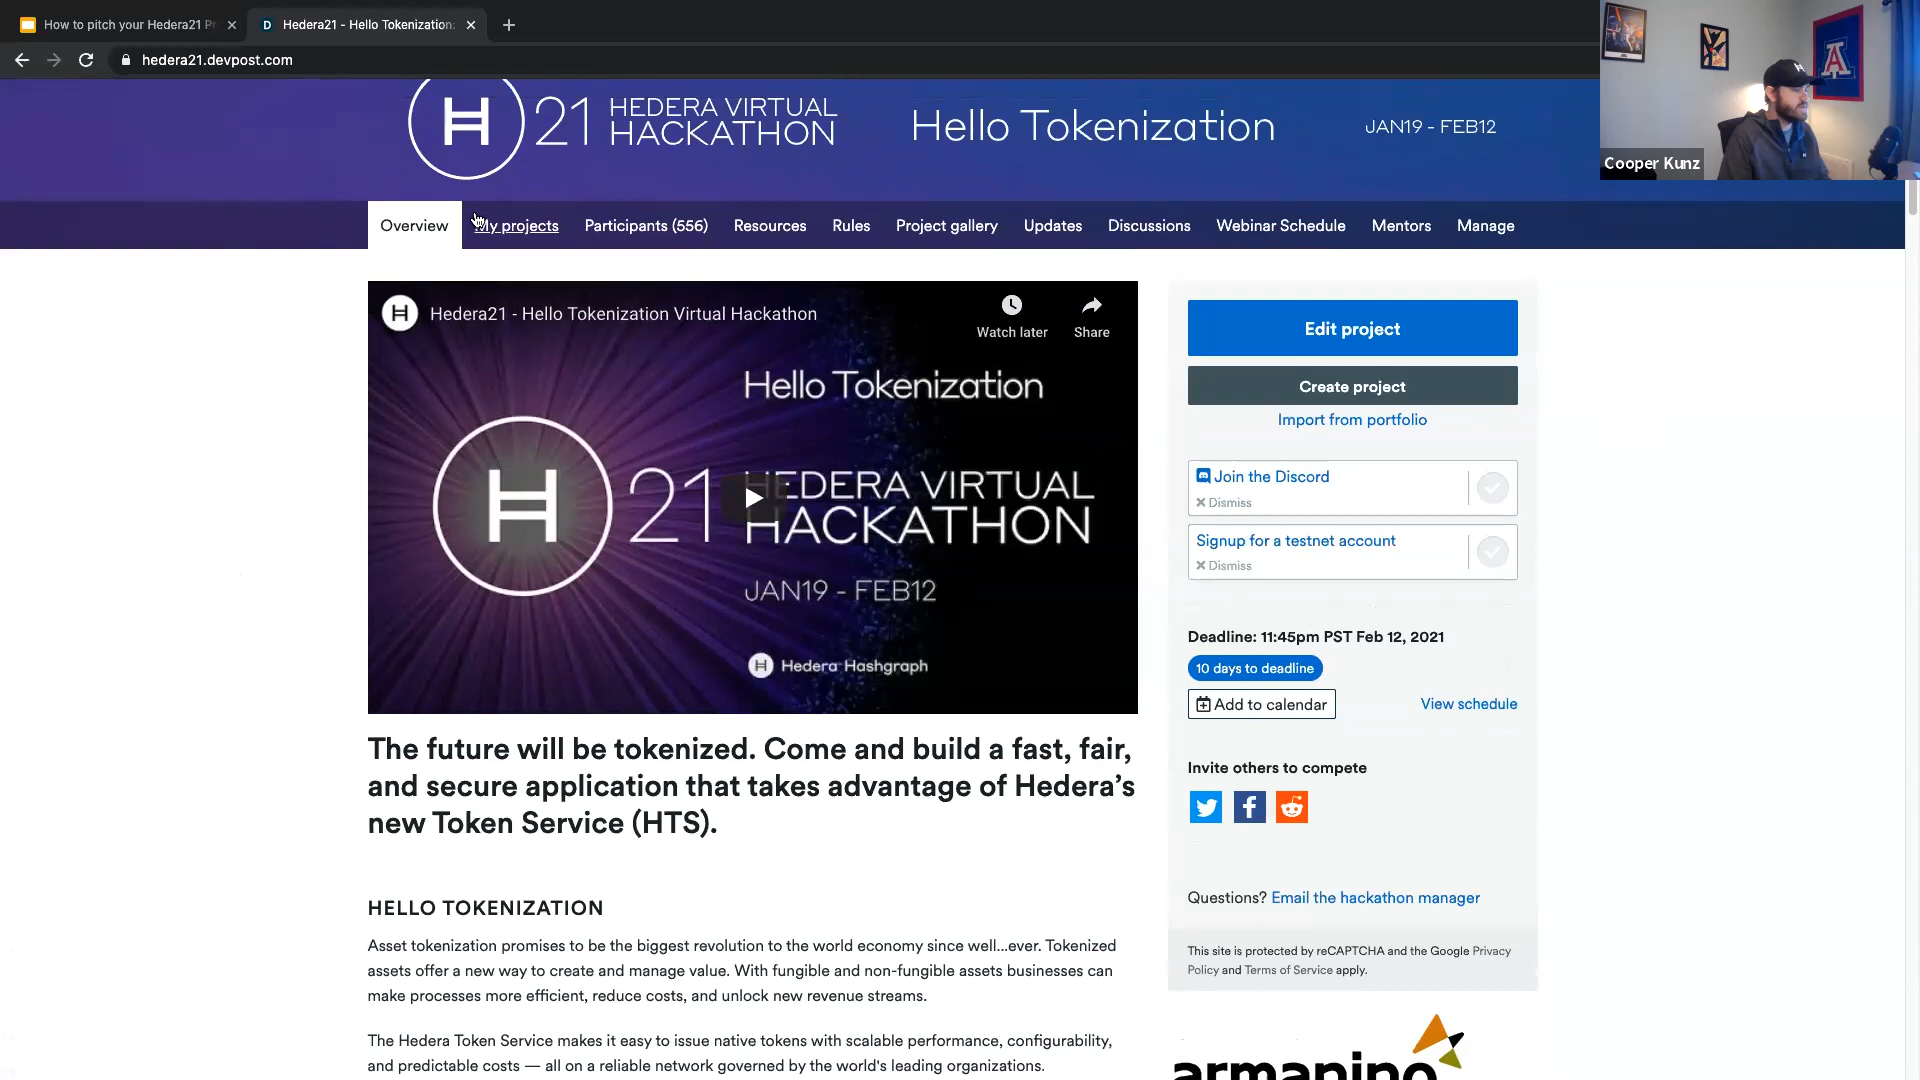 How to pitch your Hedera21 P
Hedera21 - Hello Tokenization:
hedera21.devpost.com
H 21 HEDERA VIRTUAL HACKATHON
Hello Tokenization
JAN19 - FEB12
Cooper Kunz
Overview
My projects
Participants (556)
Resources
Rules
Project gallery
Updates
Discussions
Webinar Schedule
Mentors
Manage
Hedera21 - Hello Tokenization Virtual Hackathon
Watch later
Share
Hello Tokenization
H 21 HEDERA VIRTUAL
HACKATHON
JAN19 - FEB12
Hedera Hashgraph
Edit project
Create project
Import from portfolio
Join the Discord
Dismiss
Signup for a testnet account
Dismiss
Deadline: 11:45pm PST Feb 12, 2021
10 days to deadline
Add to calendar
View schedule
Invite others to compete
Questions? Email the hackathon manager
This site is protected by reCAPTCHA and the Google Privacy
Policy and Terms of Service apply.
armanino
The future will be tokenized. Come and build a fast, fair,
and secure application that takes advantage of Hedera’s
new Token Service (HTS).
HELLO TOKENIZATION
Asset tokenization promises to be the biggest revolution to the world economy since well...ever. Tokenized
assets offer a new way to create and manage value. With fungible and non-fungible assets businesses can
make processes more efficient, reduce costs, and unlock new revenue streams.
The Hedera Token Service makes it easy to issue native tokens with scalable performance, configurability,
and predictable costs — all on a reliable network governed by the world's leading organizations.